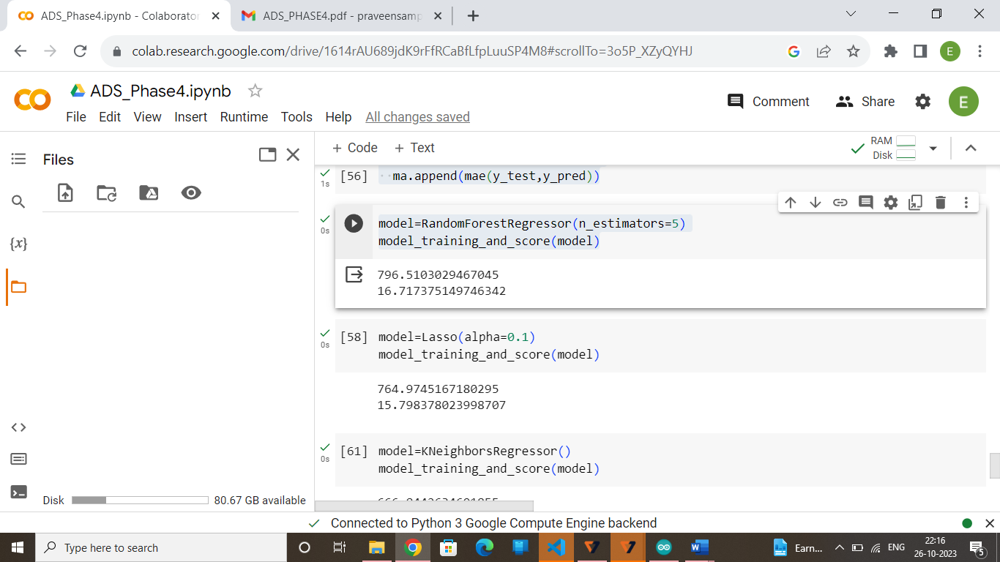 ADS_Phase4.ipynb - Colaborator
ADS_PHASE4.pdf - praveensamp
colab.research.google.com/drive/1614rAU689jdK9rFfRCaBfLfpLuuSP4M8#scrollTo=3o5P_XZyQYHJ
E
ADS_Phase4.ipynb
File Edit View Insert Runtime Tools Help All changes saved
Comment
Share
E
Files
+ Code + Text
RAM
Disk
{x}
1s
[56] ma.append(mae(y_test,y_pred))
0s
model=RandomForestRegressor(n_estimators=5)
model_training_and_score(model)
796.5103029467045
16.717375149746342
0s
[58] model=Lasso(alpha=0.1)
model_training_and_score(model)
764.9745167180295
15.798378023998707
0s
[61] model=KNeighborsRegressor()
model_training_and_score(model)
Disk 80.67 GB available
Connected to Python 3 Google Compute Engine backend
Type here to search
Earn...
ENG
22:16
26-10-2023
5